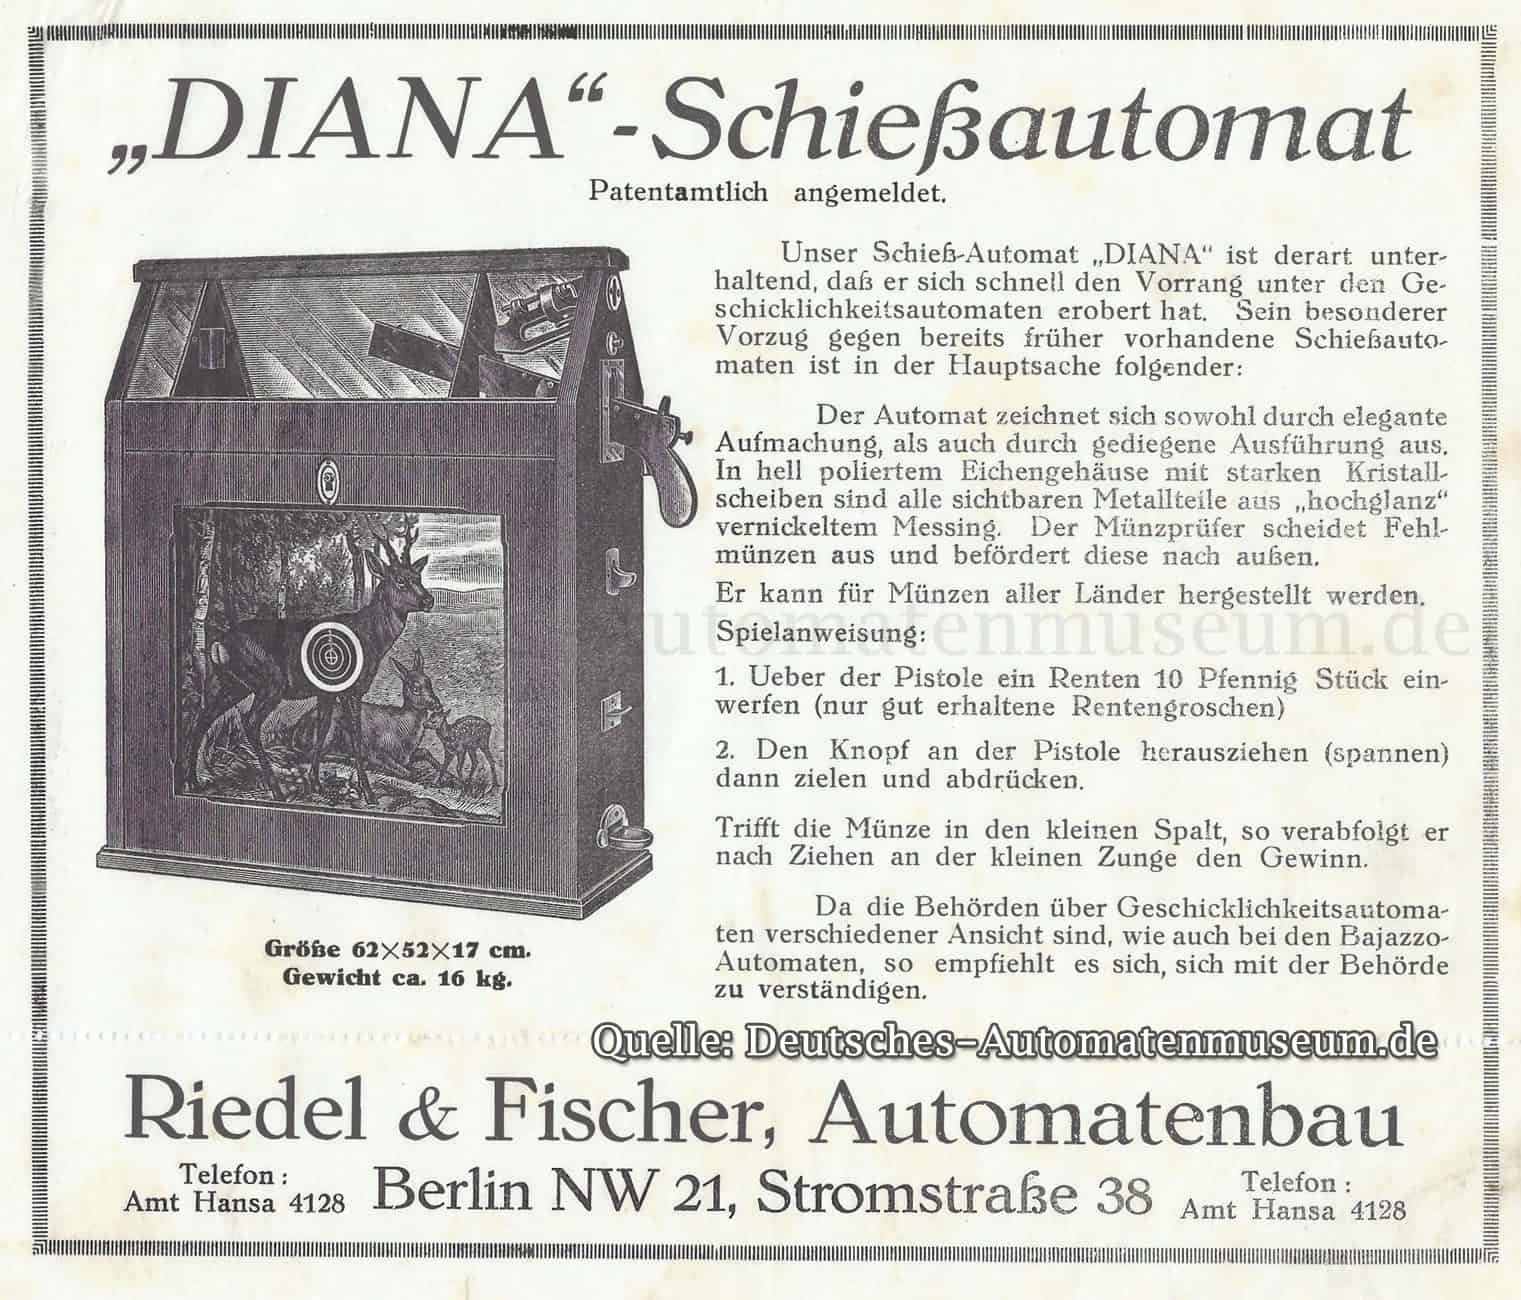 „DIANA“-Schießautomat
Patentamtlich angemeldet.
Unser Schieß-Automat „DIANA“ ist derart unter-
haltend, daß er sich schnell den Vorrang unter den Ge-
schicklichkeitsautomaten erobert hat. Sein besonderer
Vorzug gegen bereits früher vorhandene Schießauto-
maten ist in der Hauptsache folgender:
Der Automat zeichnet sich sowohl durch elegante
Aufmachung, als auch durch gediegene Ausführung aus.
In hell poliertem Eichengehäuse mit starken Kristall-
scheiben sind alle sichtbaren Metallteile aus „hochglanz“
vernickeltem Messing. Der Münzprüfer scheidet Fehl-
münzen aus und befördert diese nach außen.
Er kann für Münzen aller Länder hergestellt werden.
automatenmuseum.de
Spielanweisung:
1. Ueber der Pistole ein Renten 10 Pfennig Stück ein-
werfen (nur gut erhaltene Rentengroschen)
2. Den Knopf an der Pistole herausziehen (spannen)
dann zielen und abdrücken.
Trifft die Münze in den kleinen Spalt, so verabfolgt er
nach Ziehen an der kleinen Zunge den Gewinn.
Da die Behörden über Geschicklichkeitsautoma-
ten verschiedener Ansicht sind, wie auch bei den Bajazzo-
Automaten, so empfiehlt es sich, sich mit der Behörde
zu verständigen.
Größe 62×52×17 cm.
Gewicht ca. 16 kg.
Quelle: Deutsches-Automatenmuseum.de
Riedel & Fischer, Automatenbau
Telefon:
Amt Hansa 4128
Berlin NW 21, Stromstraße 38
Telefon:
Amt Hansa 4128